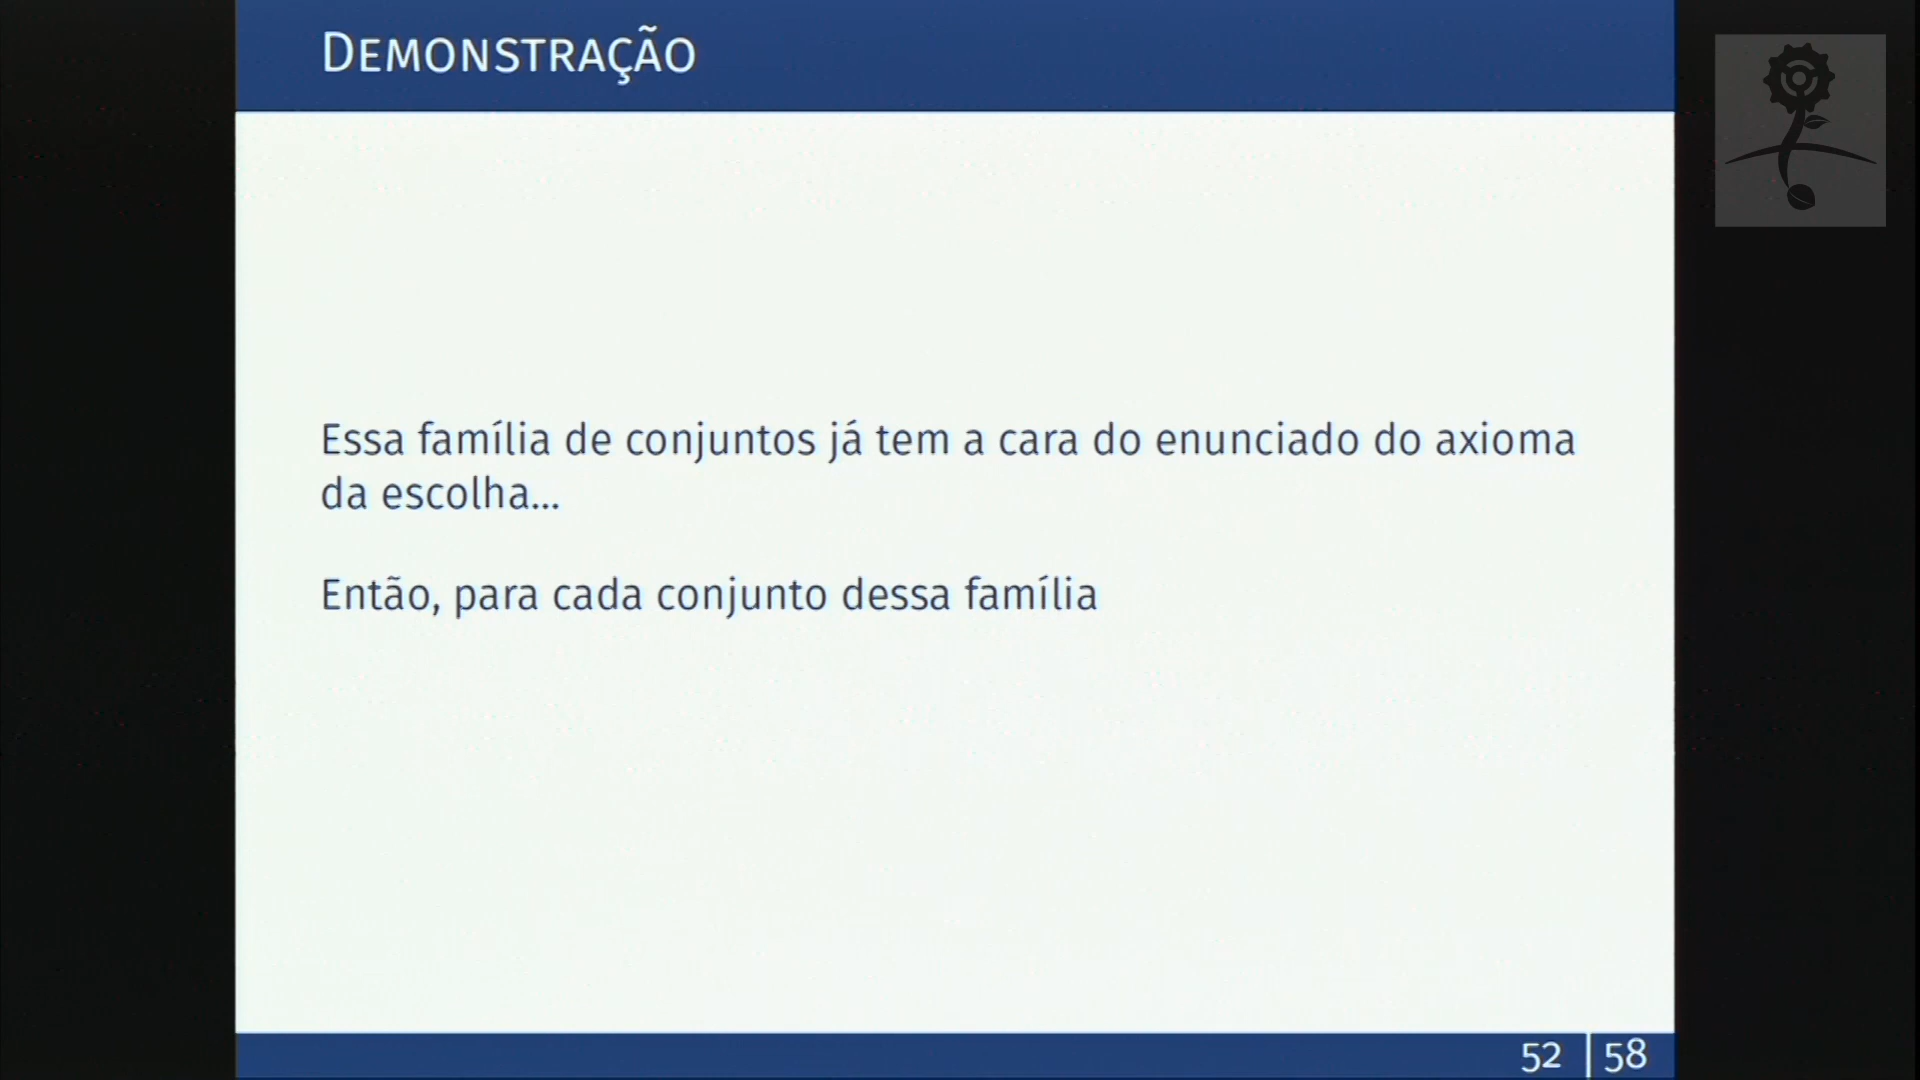 DEMONSTRAÇÃO
Essa família de conjuntos já tem a cara do enunciado do axioma
da escolha...
Então, para cada conjunto dessa família
52 | 58